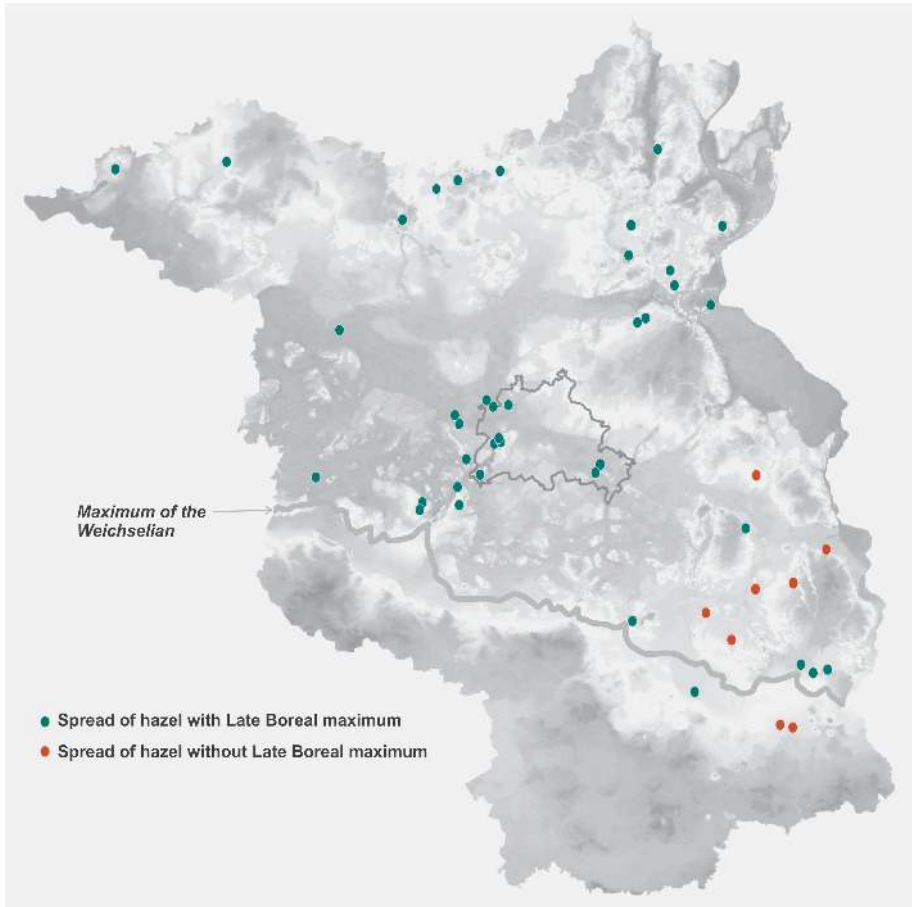 Maximum of the
Weichselian
Spread of hazel with Late Boreal maximum
Spread of hazel without Late Boreal maximum